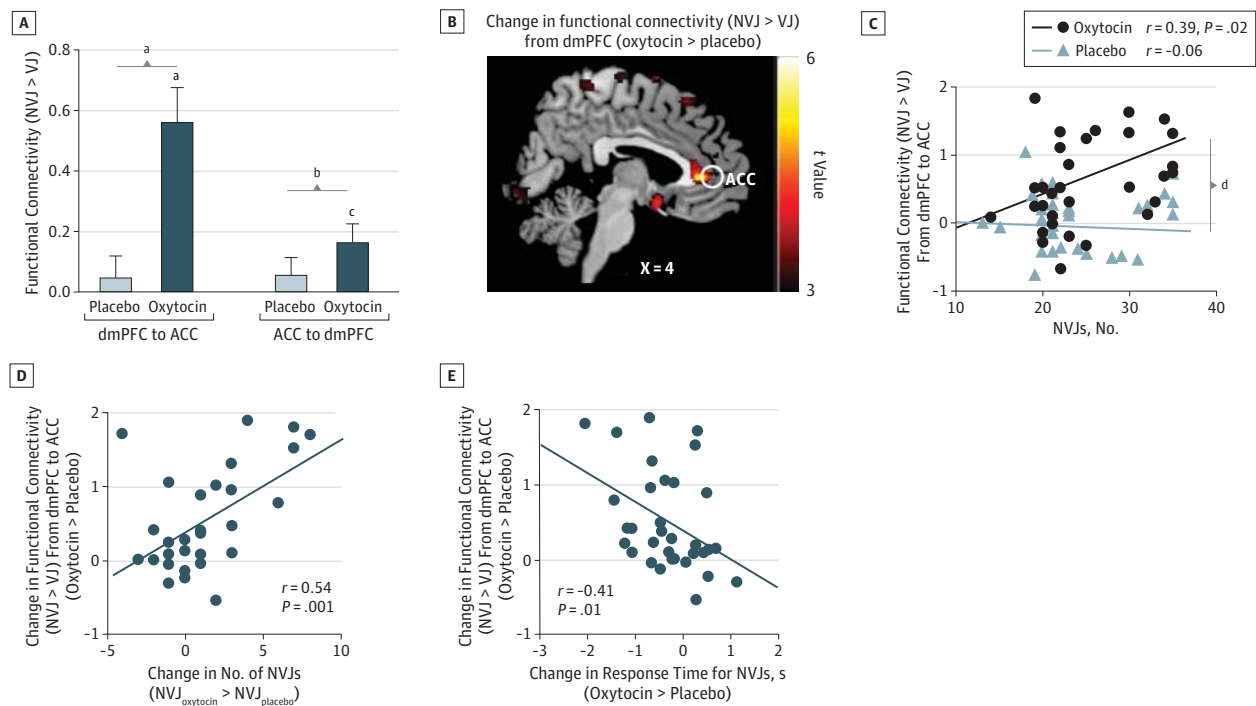 A
Functional Connectivity (NVJ > VJ)
0.8
0.6
0.4
0.2
0.0
a
a
b
c
Placebo Oxytocin
Placebo Oxytocin
dmPFC to ACC
ACC to dmPFC
B
Change in functional connectivity (NVJ > VJ)
from dmPFC (oxytocin > placebo)
ACC
X = 4
6
t Value
3
C
Oxytocin r = 0.39, P = .02
Placebo r = -0.06
Functional Connectivity (NVJ > VJ)
From dmPFC to ACC
2
1
0
-1
d
10 20 30 40
NVJs, No.
D
Change in Functional Connectivity
(NVJ > VJ) From dmPFC to ACC
(Oxytocin > Placebo)
2
1
0
-1
r = 0.54
P = .001
-5 0 5 10
Change in No. of NVJs
(NVJoxytocin > NVJplacebo)
E
Change in Functional Connectivity
(NVJ > VJ) From dmPFC to ACC
(Oxytocin > Placebo)
2
1
0
-1
r = -0.41
P = .01
-3 -2 -1 0 1 2
Change in Response Time for NVJs, s
(Oxytocin > Placebo)